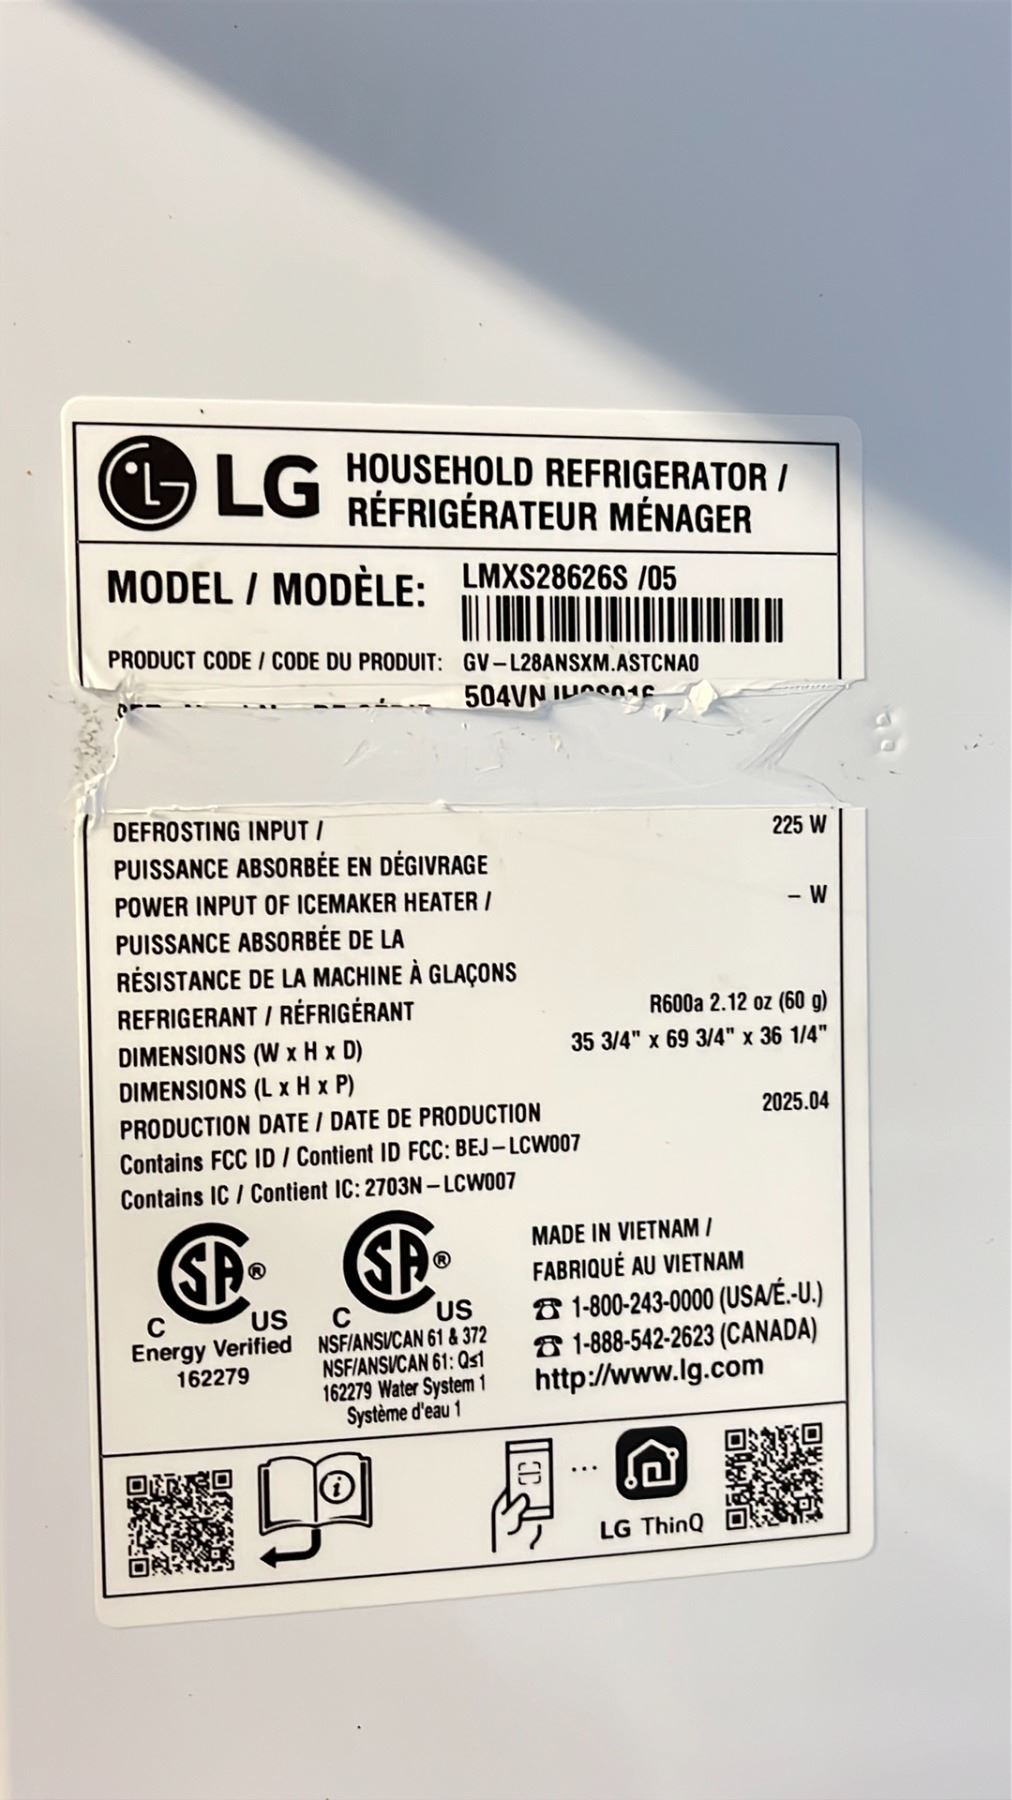 LG HOUSEHOLD REFRIGERATOR /
RÉFRIGÉRATEUR MÉNAGER
MODEL / MODÈLE: LMXS28626S /05
PRODUCT CODE / CODE DU PRODUIT: GV-L28ANSXM.ASTCNA0
504VN
DEFROSTING INPUT / 225 W
PUISSANCE ABSORBÉE EN DÉGIVRAGE
POWER INPUT OF ICEMAKER HEATER / – W
PUISSANCE ABSORBÉE DE LA
RÉSISTANCE DE LA MACHINE À GLAÇONS
REFRIGERANT / RÉFRIGÉRANT R600a 2.12 oz (60 g)
DIMENSIONS (W x H x D) 35 3/4" x 69 3/4" x 36 1/4"
DIMENSIONS (L x H x P)
PRODUCTION DATE / DATE DE PRODUCTION 2025.04
Contains FCC ID / Contient ID FCC: BEJ-LCW007
Contains IC / Contient IC: 2703N-LCW007
C SA ® US
Energy Verified
162279
C SA ® US
NSF/ANSI/CAN 61 & 372
NSF/ANSI/CAN 61: Q≤1
162279 Water System 1
Système d'eau 1
MADE IN VIETNAM /
FABRIQUÉ AU VIETNAM
☎ 1-800-243-0000 (USA/É.-U.)
☎ 1-888-542-2623 (CANADA)
http://www.lg.com
i
LG ThinQ